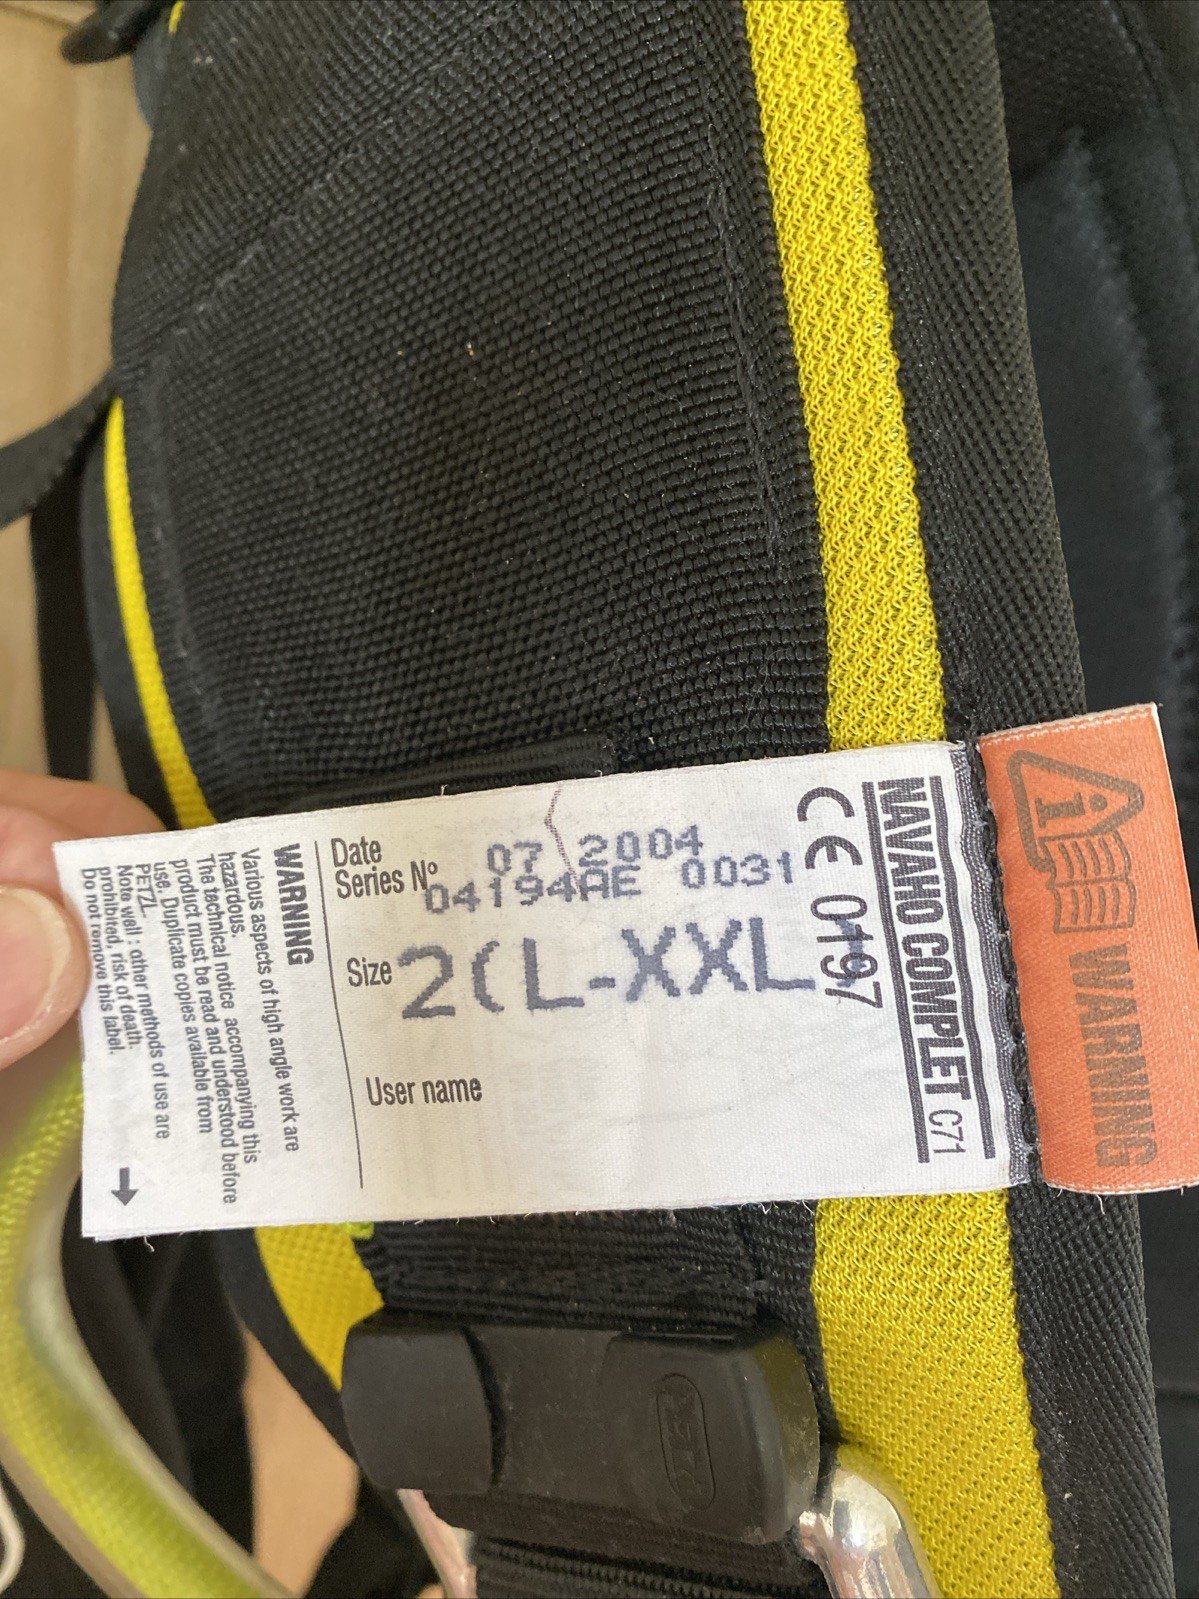 Date 07 2004
Series N° 04194AE 0031
Size 2(L-XXL
User name
CE 0197
NAVAHO COMPLET C71
WARNING
Various aspects of high angle work are
hazardous.
The technical notice accompanying this
product must be read and understood before
use. Duplicate copies available from
PETZL.
Note well : other methods of use are
prohibited, risk of death.
Do not remove this label.
i WARNING